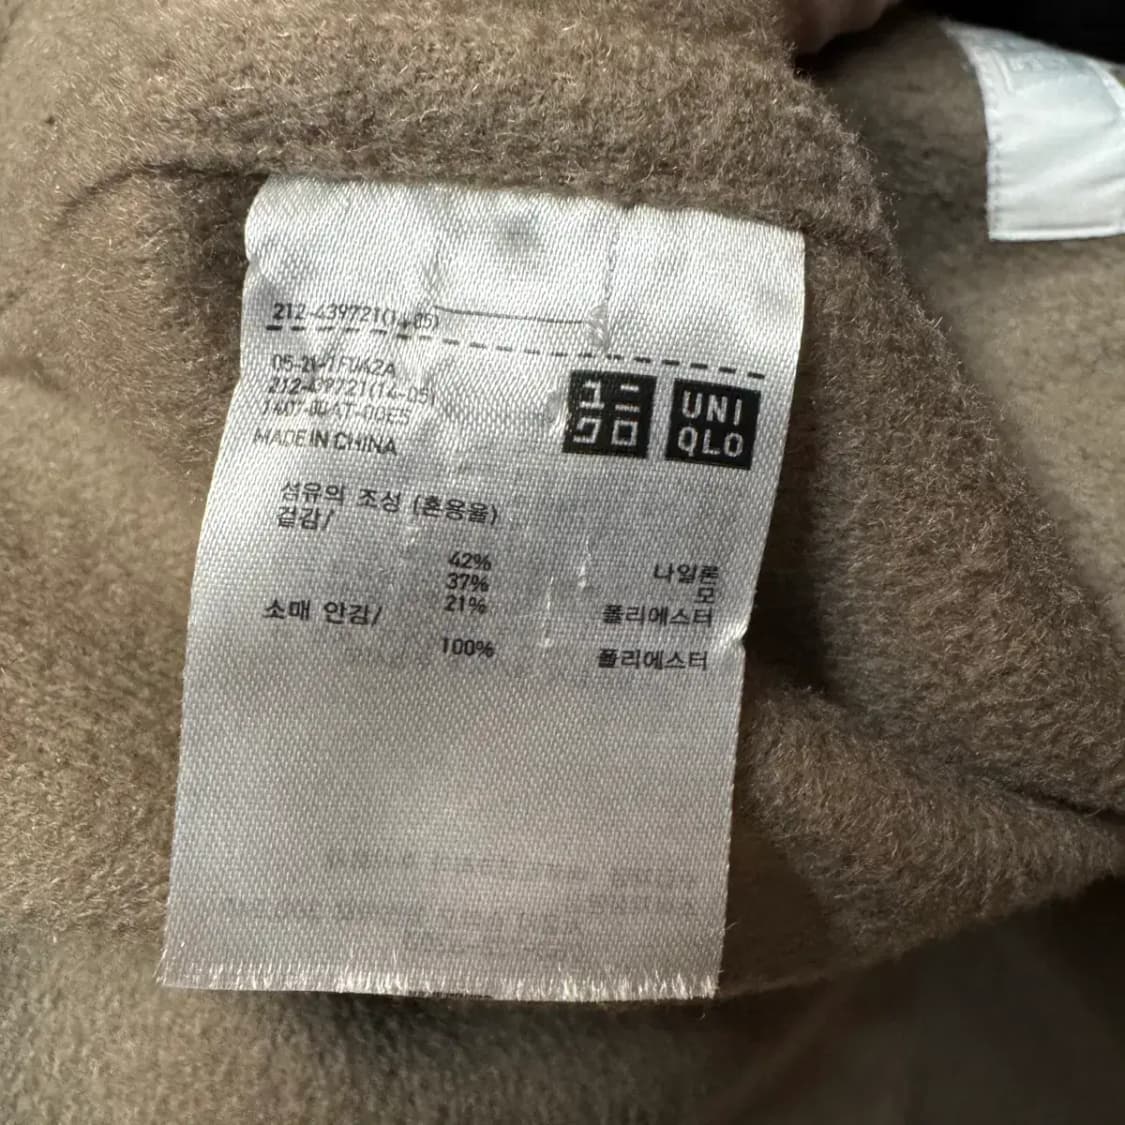 212-439721(14-05)
212-439721(14-05)
MADE IN CHINA
ユニ
クロ
UNI
QLO
섬유의 조성 (혼용율)
겉감/
42% 나일론
37% 모
21% 폴리에스터
소매 안감/
100% 폴리에스터